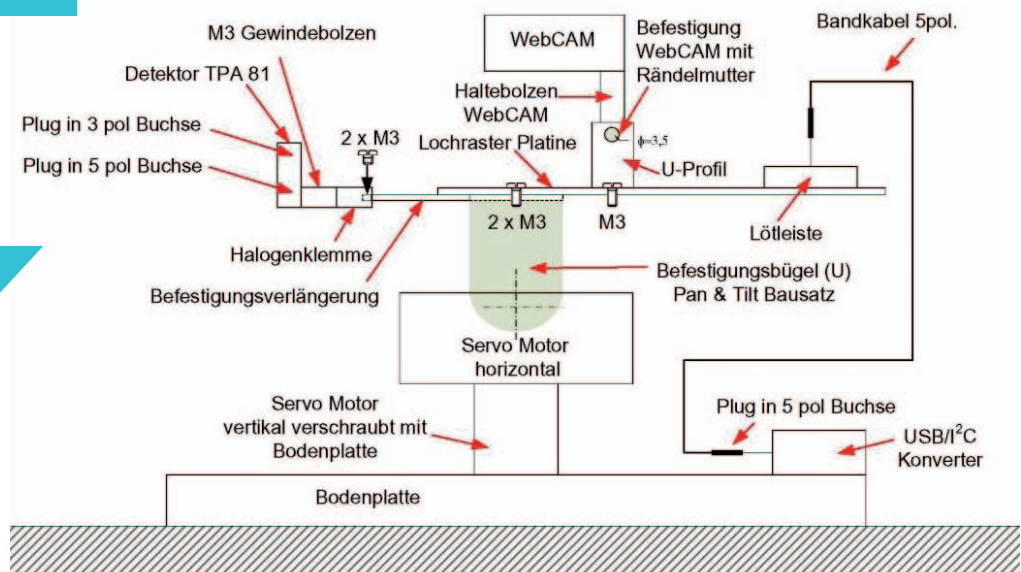 M3 Gewindebolzen
Detektor TPA 81
Plug in 3 pol Buchse
Plug in 5 pol Buchse
2 x M3
WebCAM
Haltebolzen
WebCAM
Lochraster Platine
Befestigung
WebCAM mit
Rändelmutter
ϕ=3,5
U-Profil
Bandkabel 5pol.
Halogenklemme
Befestigungsverlängerung
2 x M3
M3
Lötleiste
Befestigungsbügel (U)
Pan & Tilt Bausatz
Servo Motor
horizontal
Servo Motor
vertikal verschraubt mit
Bodenplatte
Plug in 5 pol Buchse
USB/I²C
Konverter
Bodenplatte